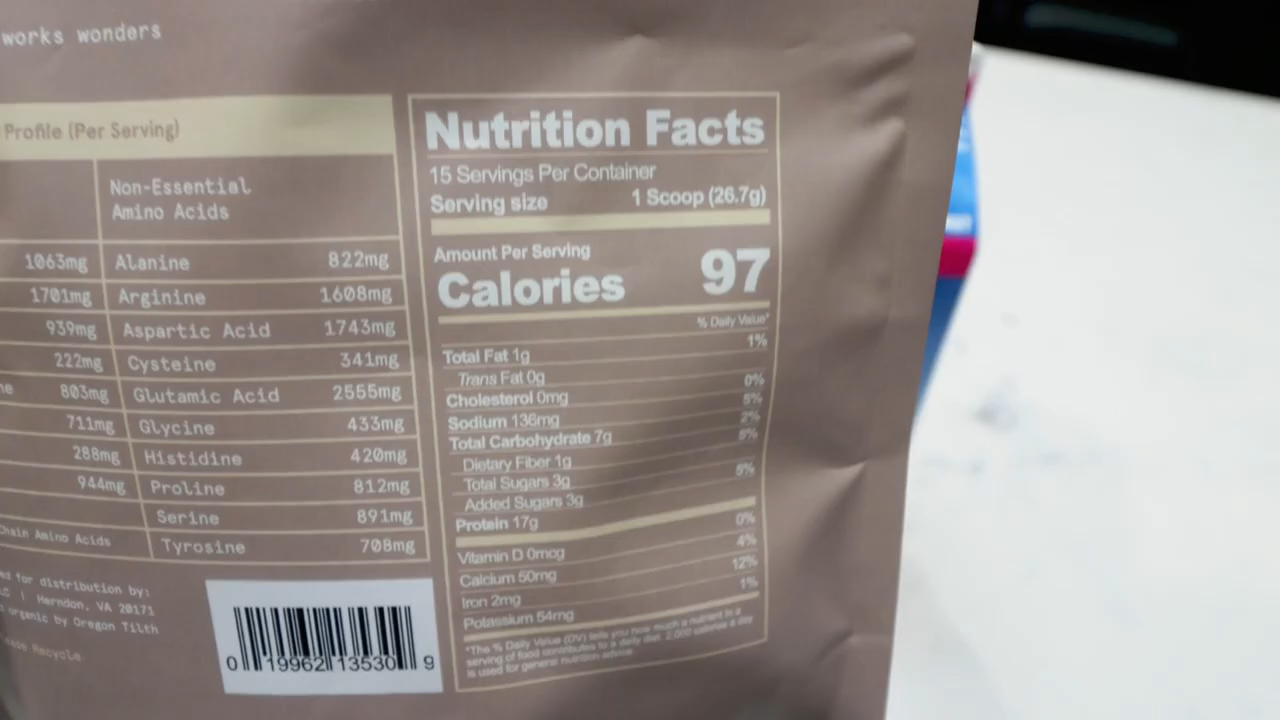 works wonders
Profile (Per Serving)
Non-Essential
Amino Acids
1063mg Alanine 822mg
1701mg Arginine 1608mg
939mg Aspartic Acid 1743mg
222mg Cysteine 341mg
ne 803mg Glutamic Acid 2555mg
711mg Glycine 433mg
288mg Histidine 420mg
944mg Proline 812mg
Serine 891mg
Chain Amino Acids Tyrosine 708mg
ed for distribution by:
LC | Herndon, VA 20171
organic by Oregon Tilth
Recycle
0 19962 13530 9
Nutrition Facts
15 Servings Per Container
Serving size 1 Scoop (26.7g)
Amount Per Serving
Calories 97
% Daily Value*
Total Fat 1g 1%
Trans Fat 0g
Cholesterol 0mg 0%
Sodium 136mg 5%
Total Carbohydrate 7g 2%
Dietary Fiber 1g 5%
Total Sugars 3g
Added Sugars 3g 5%
Protein 17g
Vitamin D 0mcg 0%
Calcium 50mg 4%
Iron 2mg 12%
Potassium 54mg 1%
*The % Daily Value (DV) tells you how much a nutrient in a
serving of food contributes to a daily diet. 2,000 calories a day
is used for general nutrition advice.